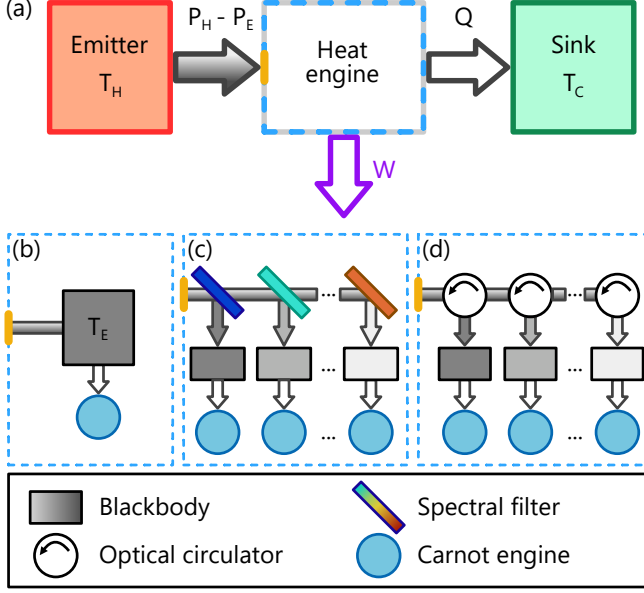 (a)
P_H - P_E
Q
Emitter
T_H
Heat
engine
Sink
T_C
W
(b)
(c)
(d)
T_E
...
...
...
...
...
...
Blackbody
Spectral filter
Optical circulator
Carnot engine